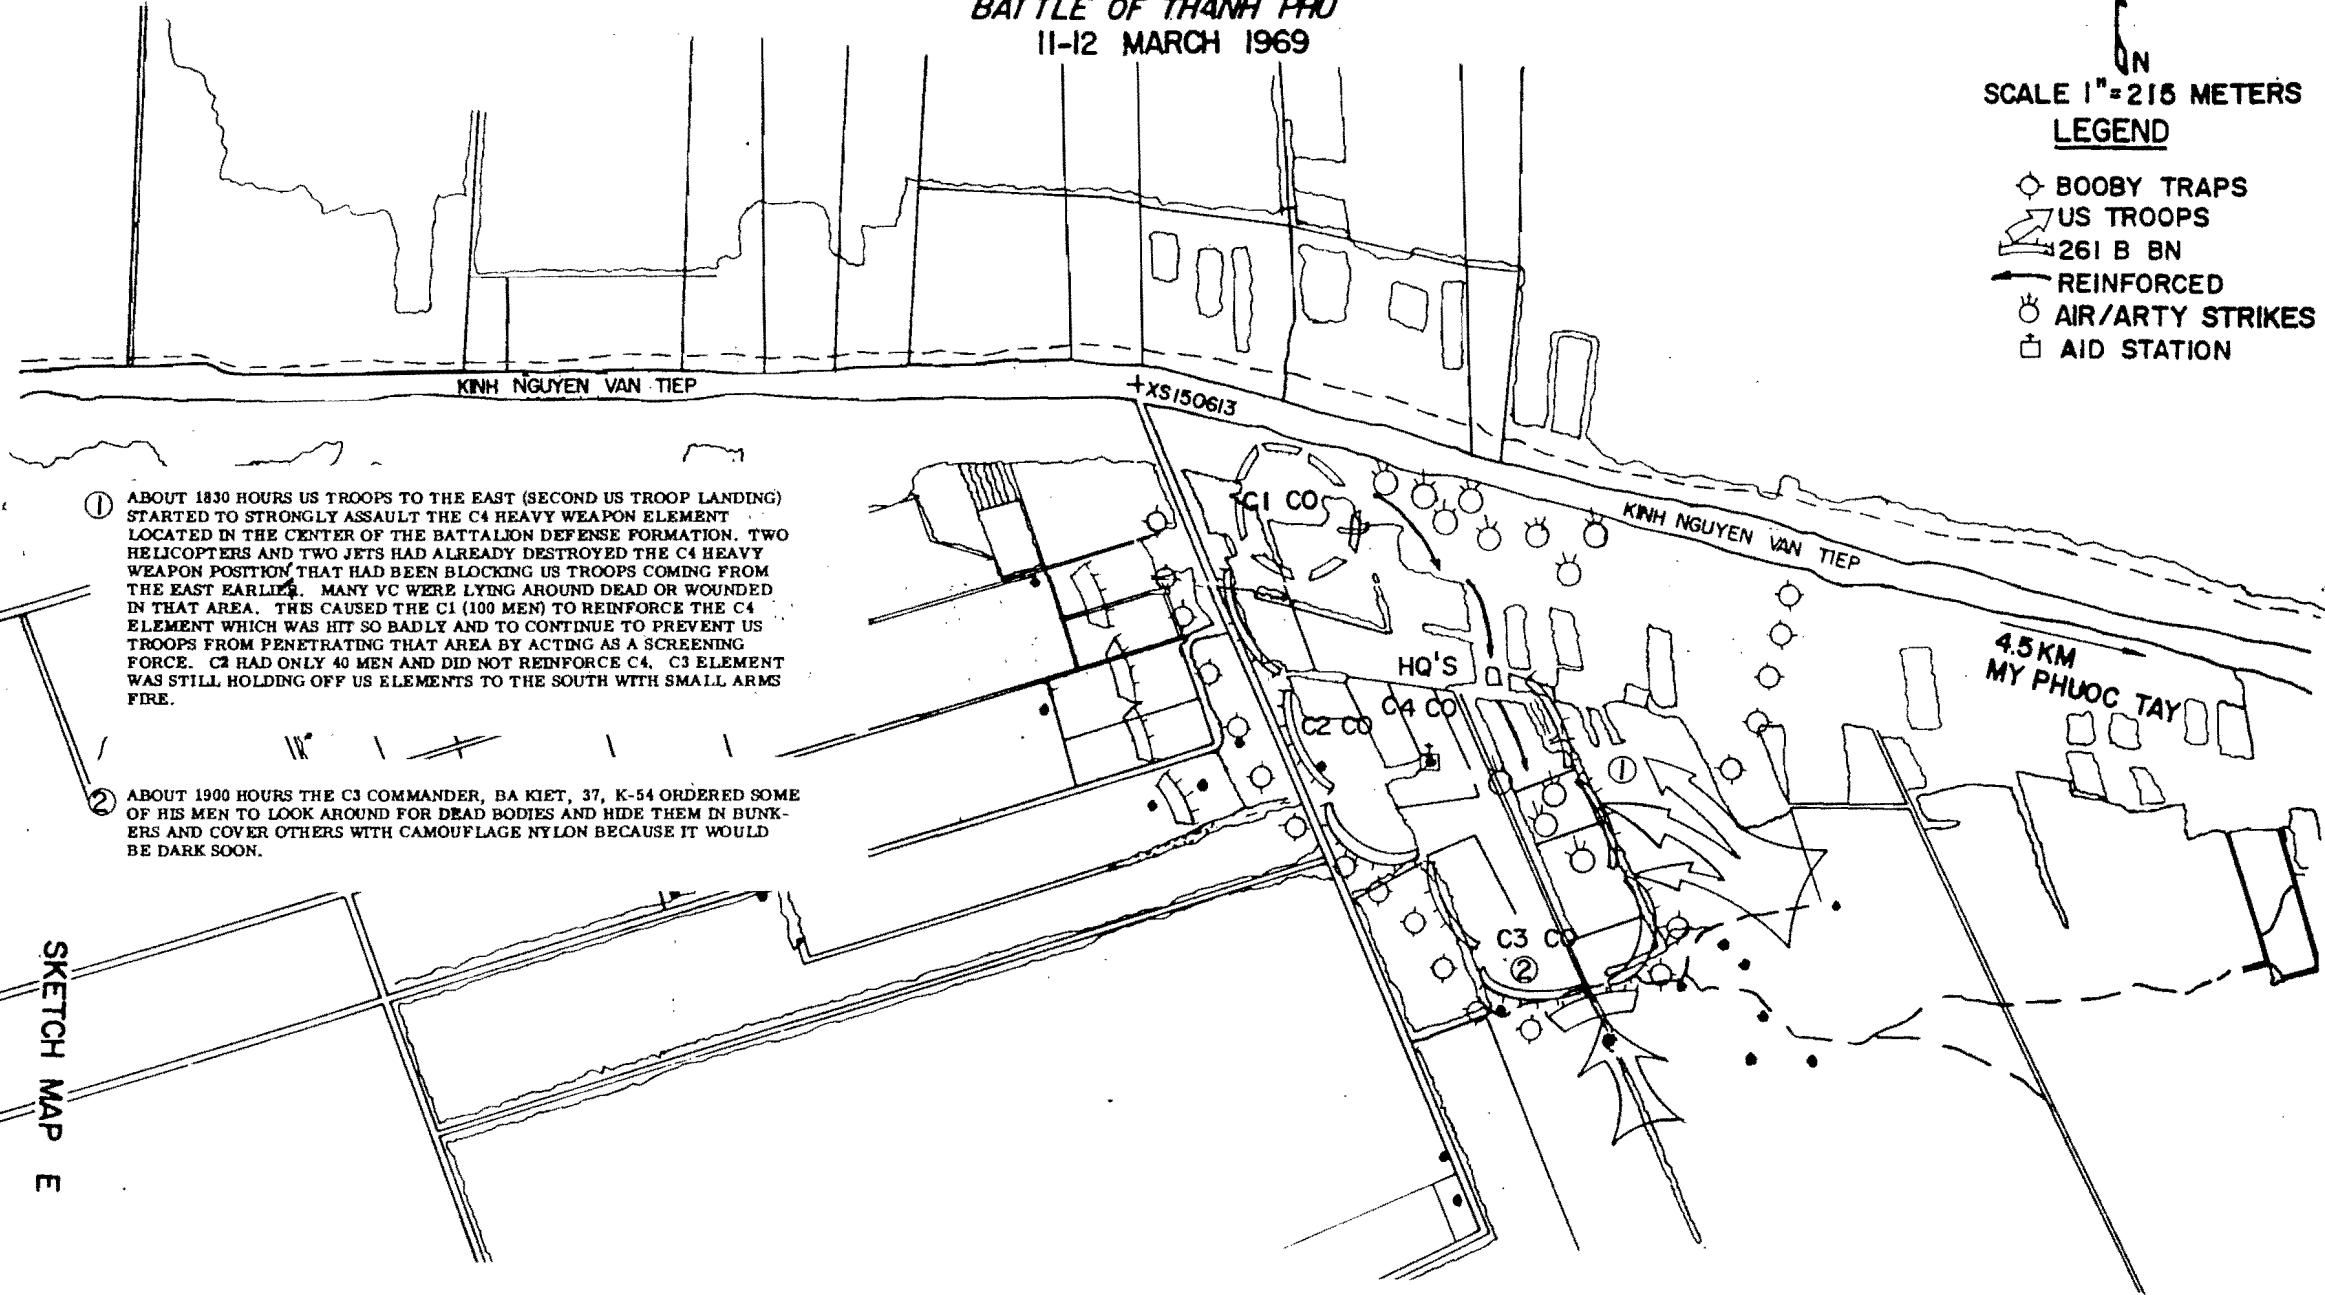 BATTLE OF THANH PHU
11-12 MARCH 1969
N
SCALE 1"=215 METERS
LEGEND
BOOBY TRAPS
US TROOPS
261 B BN
REINFORCED
AIR/ARTY STRIKES
AID STATION
KINH NGUYEN VAN TIEP
+XS150613
KINH NGUYEN VAN TIEP
4.5 KM
MY PHUOC TAY
C1 CO
HQ'S
C4 CO
C2 CO
1
C3 CO
2
1 ABOUT 1830 HOURS US TROOPS TO THE EAST (SECOND US TROOP LANDING)
STARTED TO STRONGLY ASSAULT THE C4 HEAVY WEAPON ELEMENT
LOCATED IN THE CENTER OF THE BATTALION DEFENSE FORMATION. TWO
HELICOPTERS AND TWO JETS HAD ALREADY DESTROYED THE C4 HEAVY
WEAPON POSITION THAT HAD BEEN BLOCKING US TROOPS COMING FROM
THE EAST EARLIER. MANY VC WERE LYING AROUND DEAD OR WOUNDED
IN THAT AREA. THIS CAUSED THE C1 (100 MEN) TO REINFORCE THE C4
ELEMENT WHICH WAS HIT SO BADLY AND TO CONTINUE TO PREVENT US
TROOPS FROM PENETRATING THAT AREA BY ACTING AS A SCREENING
FORCE. C2 HAD ONLY 40 MEN AND DID NOT REINFORCE C4. C3 ELEMENT
WAS STILL HOLDING OFF US ELEMENTS TO THE SOUTH WITH SMALL ARMS
FIRE.
2 ABOUT 1900 HOURS THE C3 COMMANDER, BA KIET, 37, K-54 ORDERED SOME
OF HIS MEN TO LOOK AROUND FOR DEAD BODIES AND HIDE THEM IN BUNK-
ERS AND COVER OTHERS WITH CAMOUFLAGE NYLON BECAUSE IT WOULD
BE DARK SOON.
SKETCH MAP E